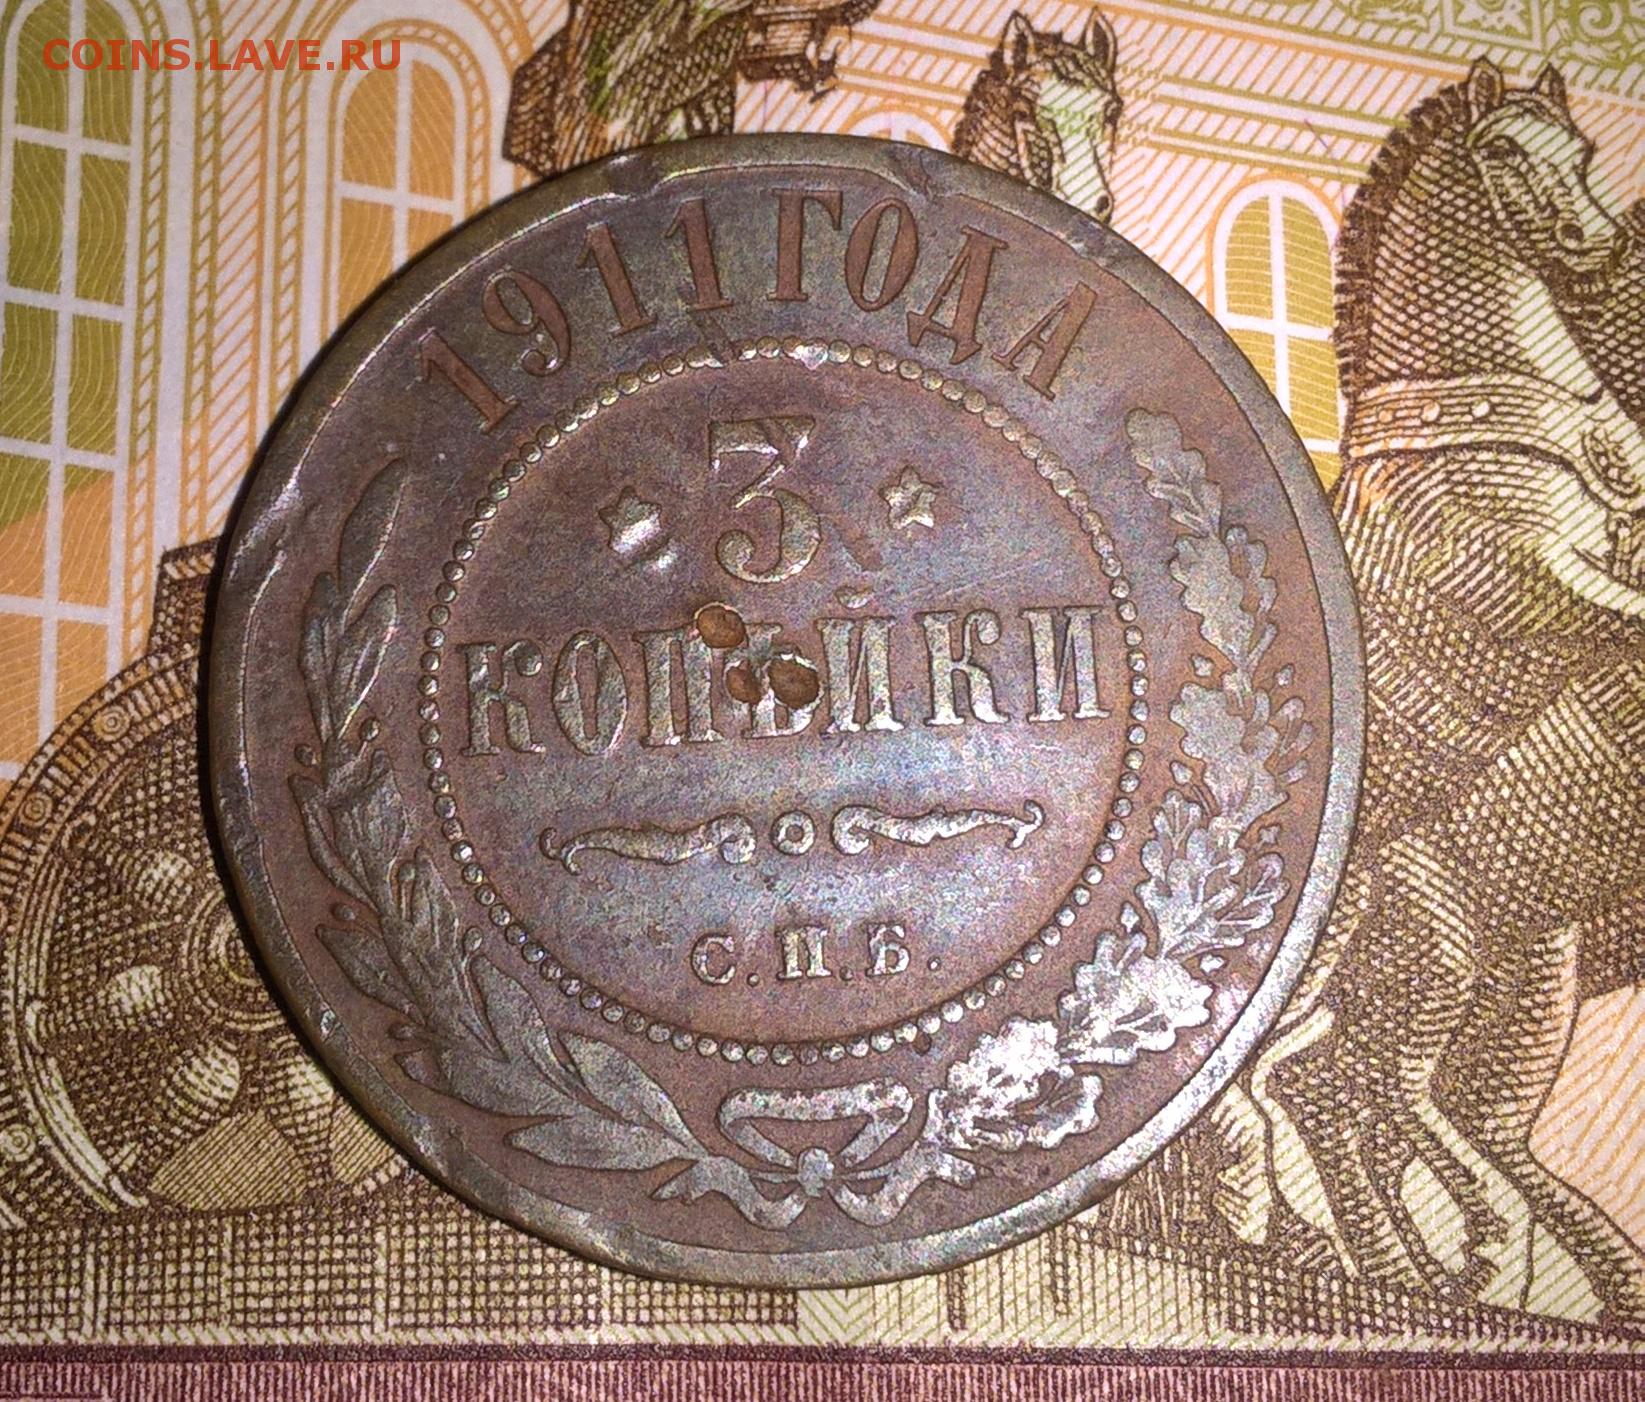 COINS.LAVE.RU
1911 ГОДА
3
КОПѢЙКИ
С.П.Б.